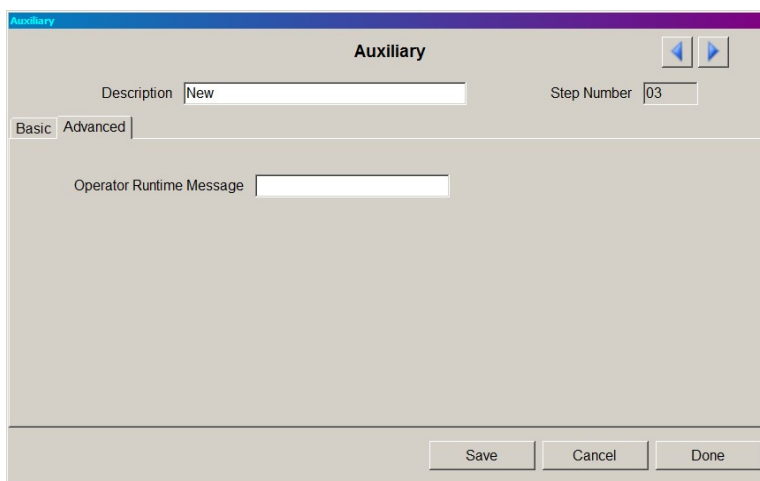 Auxiliary
Auxiliary
Description New Step Number 03
Basic Advanced
Operator Runtime Message
Save Cancel Done